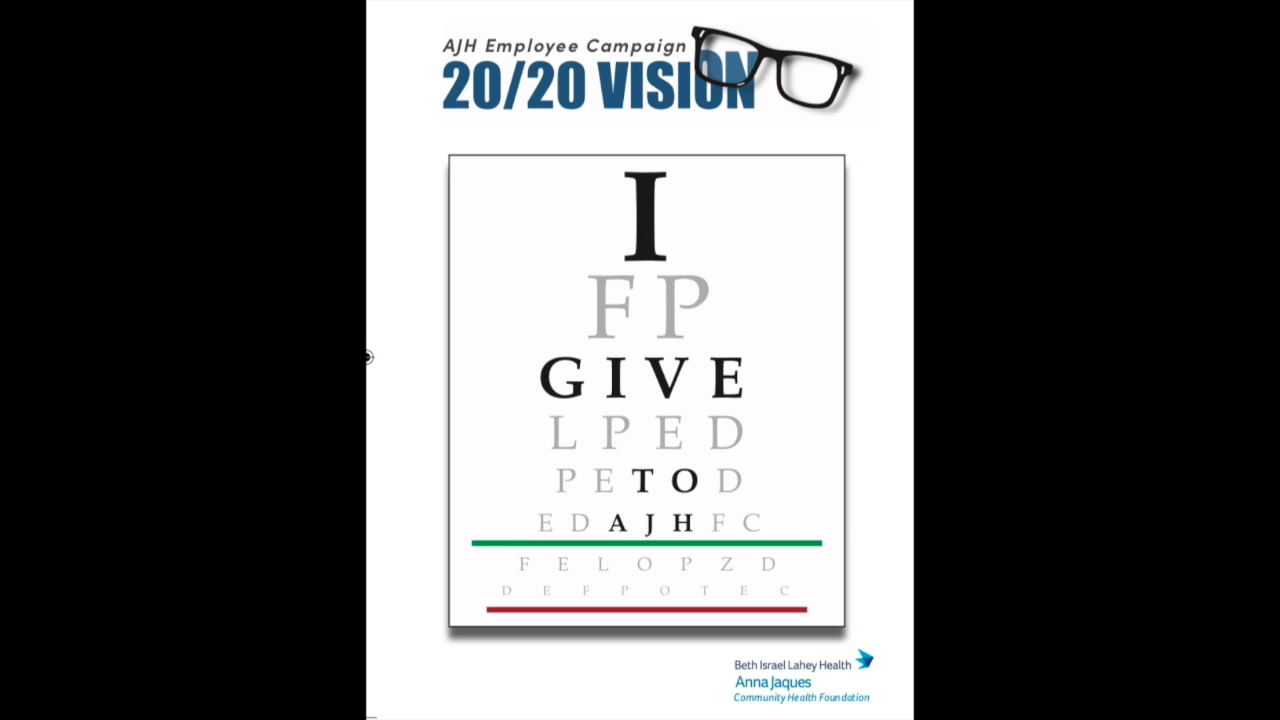 AJH Employee Campaign
20/20 VISION
I
F P
G I V E
L P E D
P E T O D
E D A J H F C
F E L O P Z D
D E F P O T E C
Beth Israel Lahey Health
Anna Jaques
Community Health Foundation